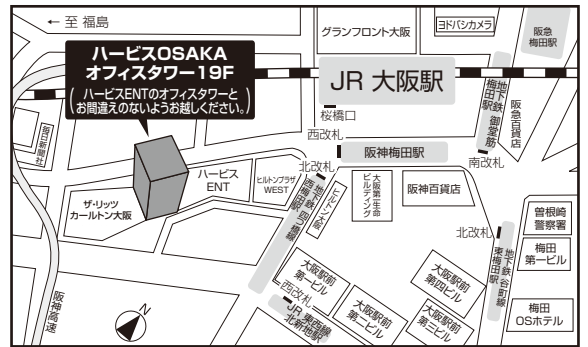 ← 至 福島
グランフロント大阪
ヨドバシカメラ
阪急
梅田駅
ハービスOSAKA
オフィスタワー19F
(ハービスENTのオフィスタワーと
お間違えのないようお越しください。)
JR 大阪駅
地下鉄 御堂筋
梅田駅
阪急百貨店
桜橋口
西改札
毎日新聞社
阪神梅田駅
南改札
北改札
ハービス
ENT
ヒルトンプラザ
WEST
地下鉄 四つ橋線
西梅田駅
ヒルトン大阪
大阪第一生命
ビルディング
阪神百貨店
ザ・リッツ
カールトン大阪
曽根崎
警察署
北改札
地下鉄 谷町線
東梅田駅
梅田
第一ビル
大阪駅前
第一ビル
大阪駅前
第四ビル
西改札
大阪駅前
第二ビル
大阪駅前
第三ビル
梅田
OSホテル
JR 東西線
北新地駅
阪神高速
N